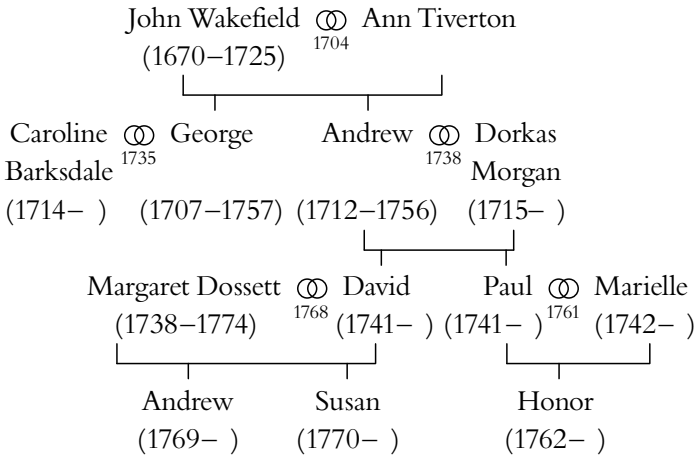 John Wakefield ⚭ Ann Tiverton
1704
(1670–1725)
Caroline ⚭ George Andrew ⚭ Dorkas
Barksdale 1735 1738 Morgan
(1714– ) (1707–1757) (1712–1756) (1715– )
Margaret Dossett ⚭ David Paul ⚭ Marielle
1768 1761
(1738–1774) (1741– ) (1741– ) (1742– )
Andrew Susan Honor
(1769– ) (1770– ) (1762– )